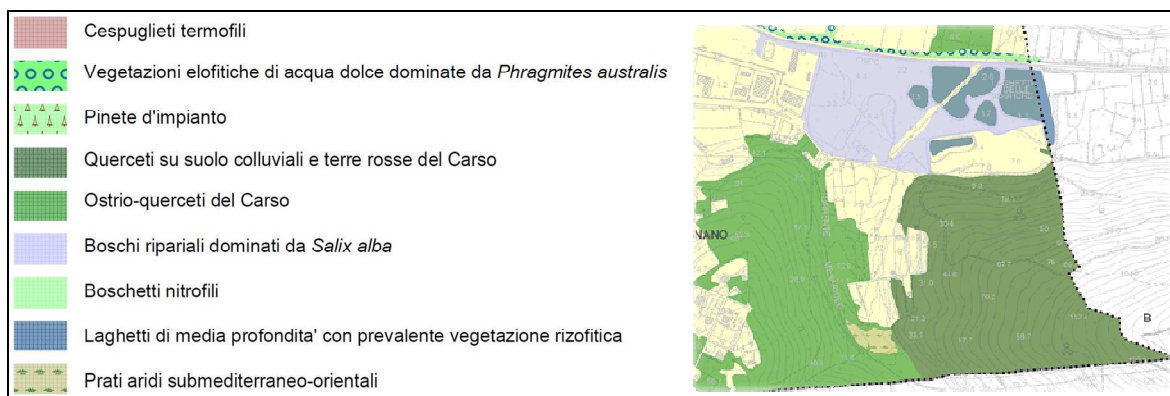 Cespuglieti termofili
Vegetazioni elofitiche di acqua dolce dominate da Phragmites australis
Pinete d'impianto
Querceti su suolo colluviali e terre rosse del Carso
Ostrio-querceti del Carso
Boschi ripariali dominati da Salix alba
Boschetti nitrofili
Laghetti di media profondita' con prevalente vegetazione rizofitica
Prati aridi submediterraneo-orientali
NANO
B